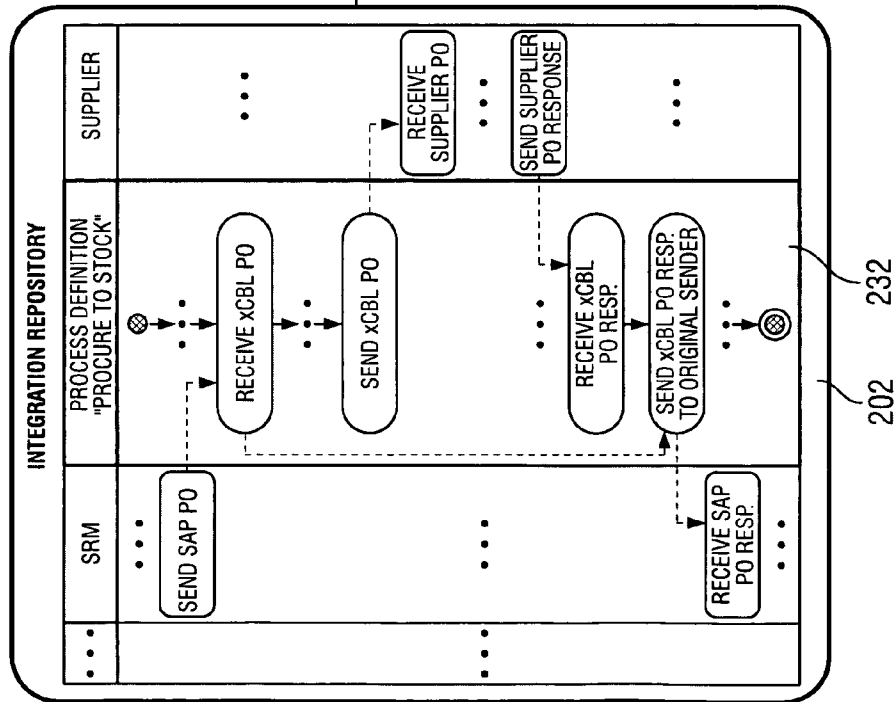 INTEGRATION REPOSITORY
SRM
PROCESS DEFINITION
"PROCURE TO STOCK"
SUPPLIER
SEND SAP PO
RECEIVE xCBL PO
SEND xCBL PO
RECEIVE
SUPPLIER PO
SEND SUPPLIER
PO RESPONSE
RECEIVE xCBL
PO RESP.
SEND xCBL PO RESP.
TO ORIGINAL SENDER
RECEIVE SAP
PO RESP.
232
202